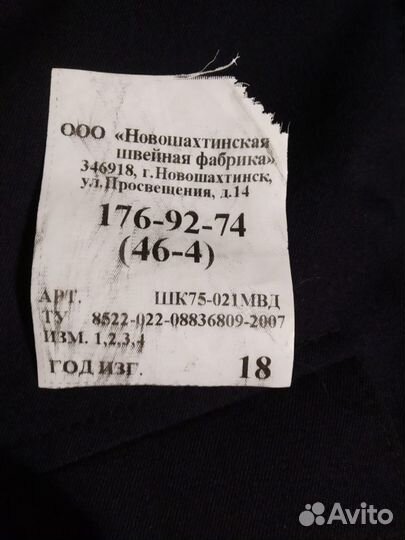 ООО «Новошахтинская
швейная фабрика»
346918, г.Новошахтинск,
ул.Просвещения, д.14
176-92-74
(46-4)
АРТ. ШК75-021МВД
ТУ 8522-022-08836809-2007
ИЗМ. 1,2,3,4
ГОД ИЗГ. 18
Avito